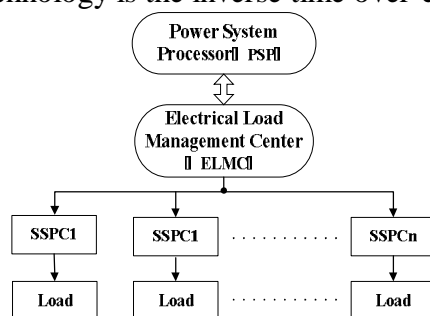 chnology is the inverse time over
Power System
Processor▯ PSP▯
Electrical Load
Management Center
▯ ELMC▯
SSPC1 SSPC1 · · · · · · · · · · · SSPCn
Load Load · · · · · · · · · · · Load